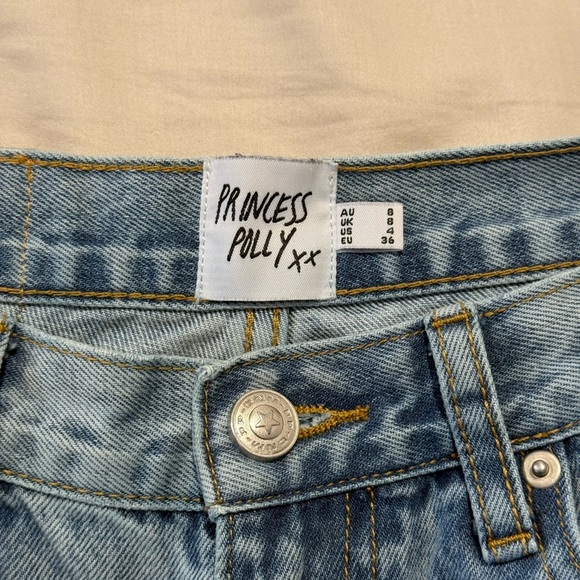 PRINCESS
POLLY xx
AU 8
UK 8
US 4
EU 36